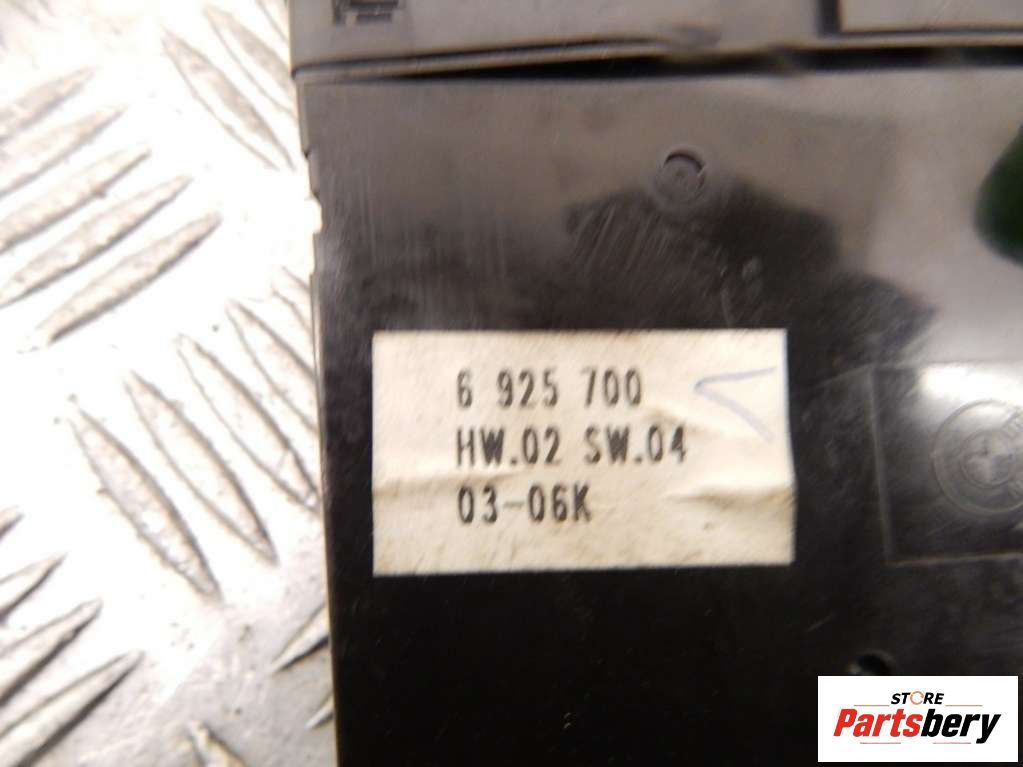 6 925 700
HW.02 SW.04
03-06K
STORE
Partsbery